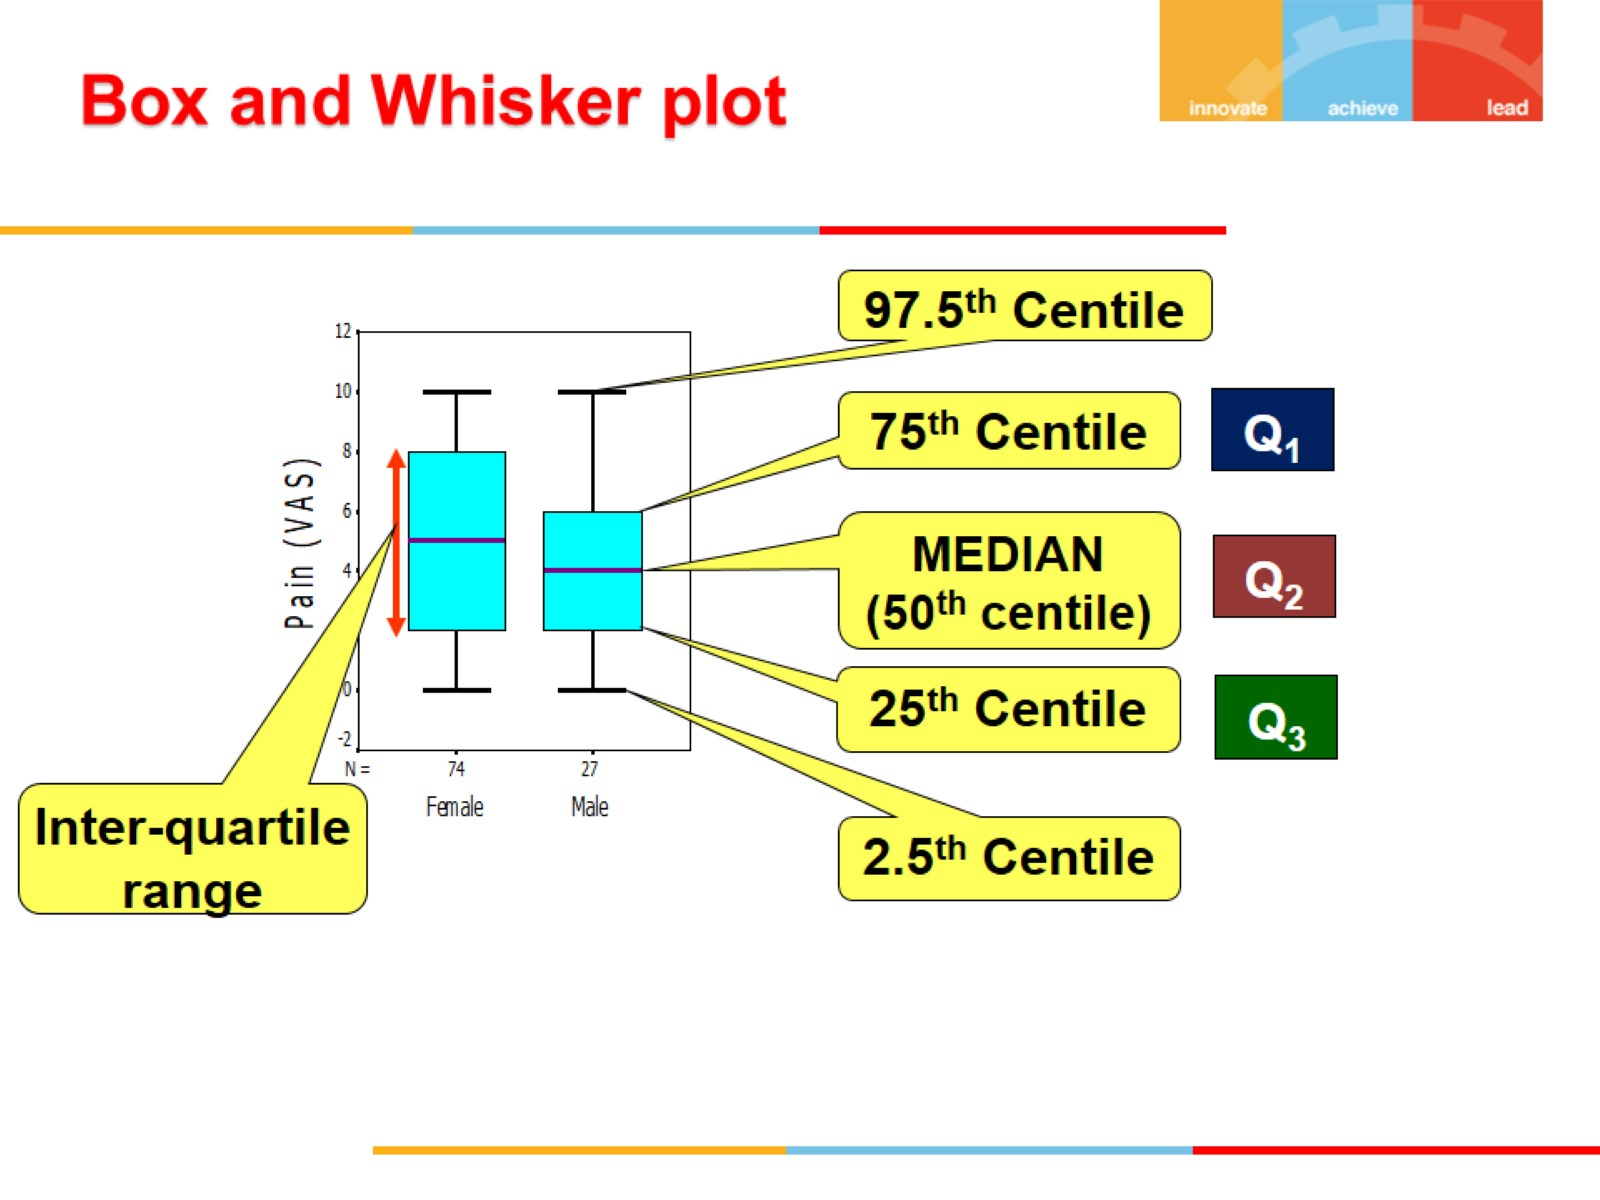 Box and Whisker plot
innovate achieve lead
97.5th Centile
75th Centile
Q1
MEDIAN
(50th centile)
Q2
25th Centile
Q3
2.5th Centile
Inter-quartile
range
Pain (VAS)
12
10
8
6
4
0
-2
N = 74 27
Female Male